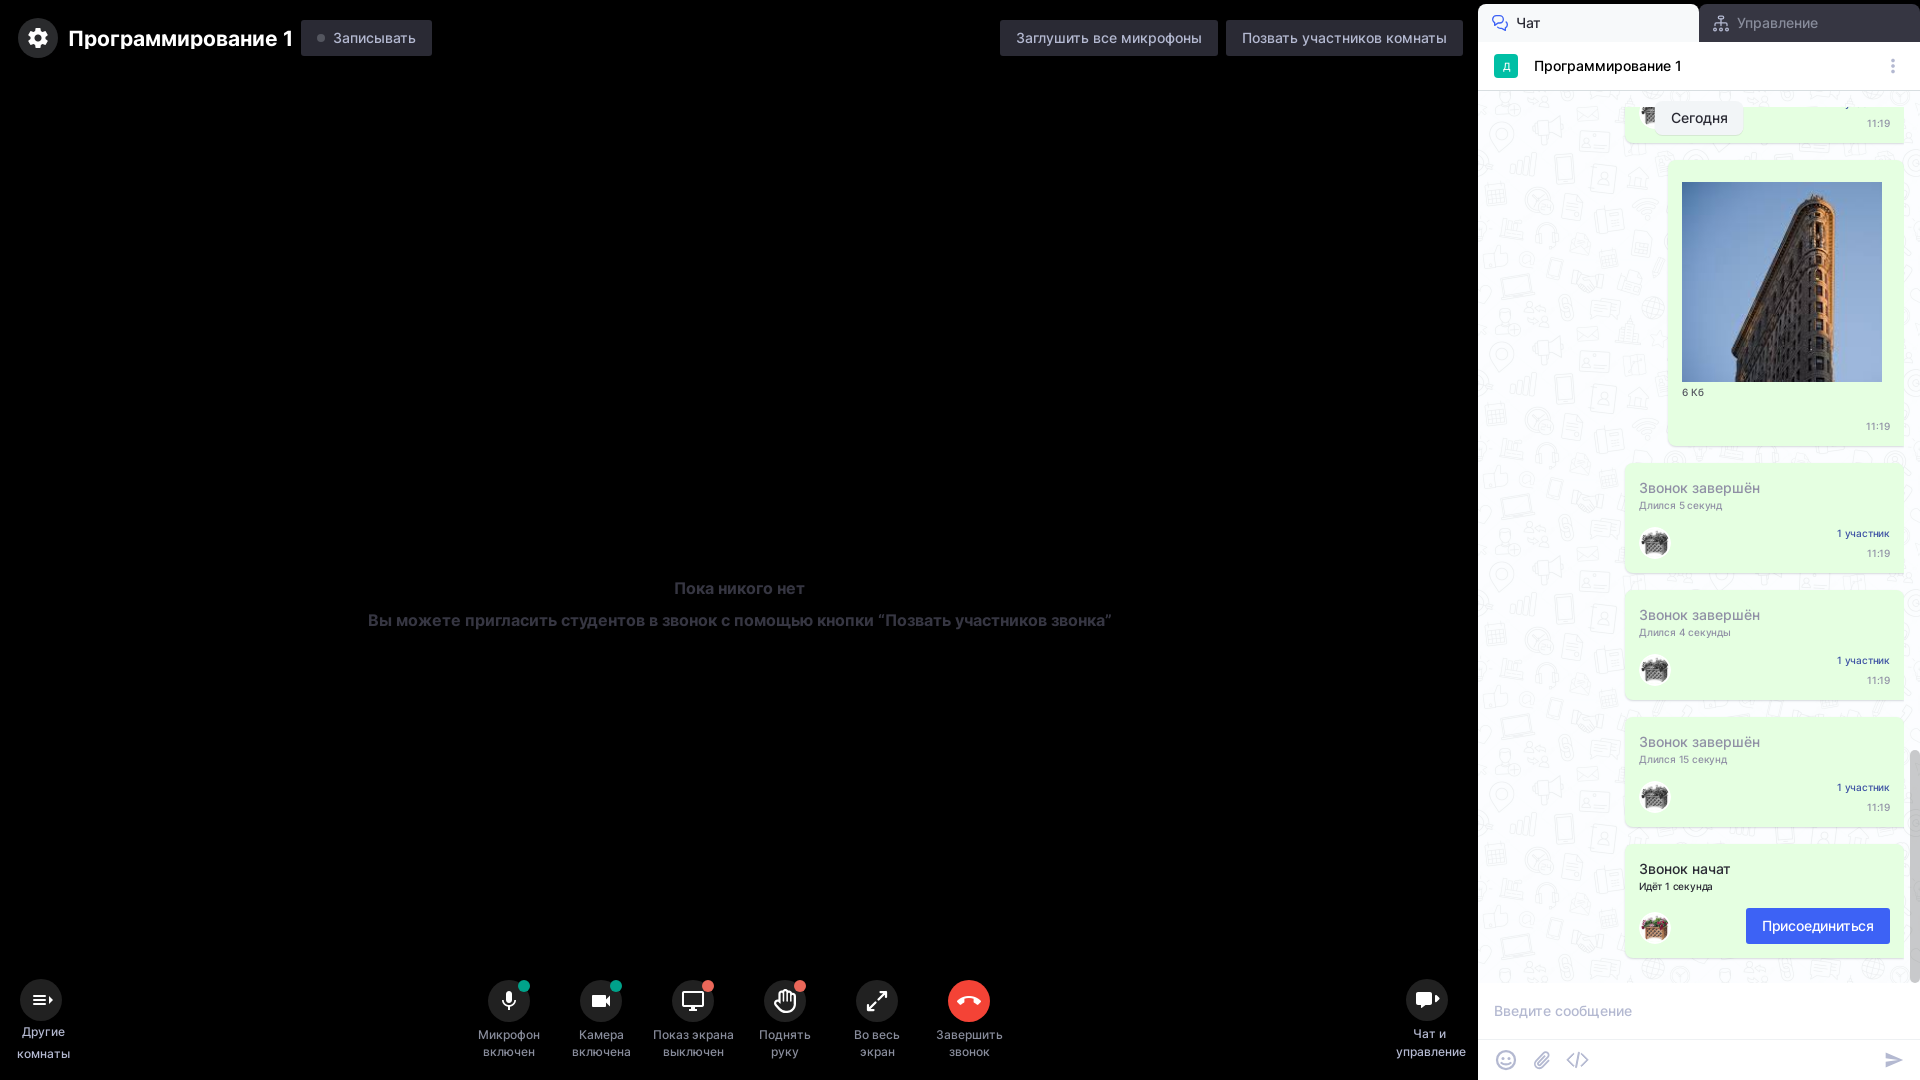 Программирование 1
Записывать
Заглушить все микрофоны
Позвать участников комнаты
Чат
Управление
Д
Программирование 1
Сегодня
11:19
6 Кб
11:19
Звонок завершён
Длился 5 секунд
1 участник
11:19
Звонок завершён
Длился 4 секунды
1 участник
11:19
Звонок завершён
Длился 15 секунд
1 участник
11:19
Звонок начат
Идёт 1 секунда
Присоединиться
Введите сообщение
Пока никого нет
Вы можете пригласить студентов в звонок с помощью кнопки “Позвать участников звонка”
Другие
комнаты
Микрофон
включен
Камера
включена
Показ экрана
выключен
Поднять
руку
Во весь
экран
Завершить
звонок
Чат и
управление